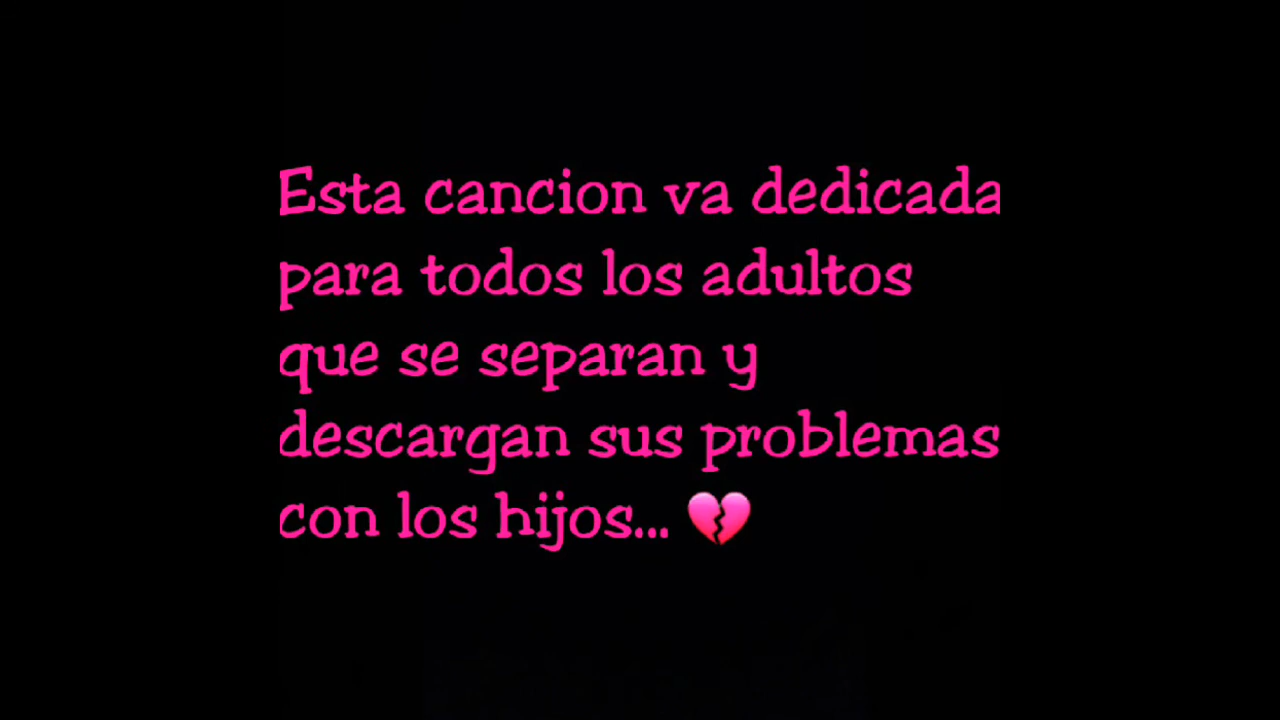 Esta cancion va dedicada
para todos los adultos
que se separan y
descargan sus problemas
con los hijos... 💔